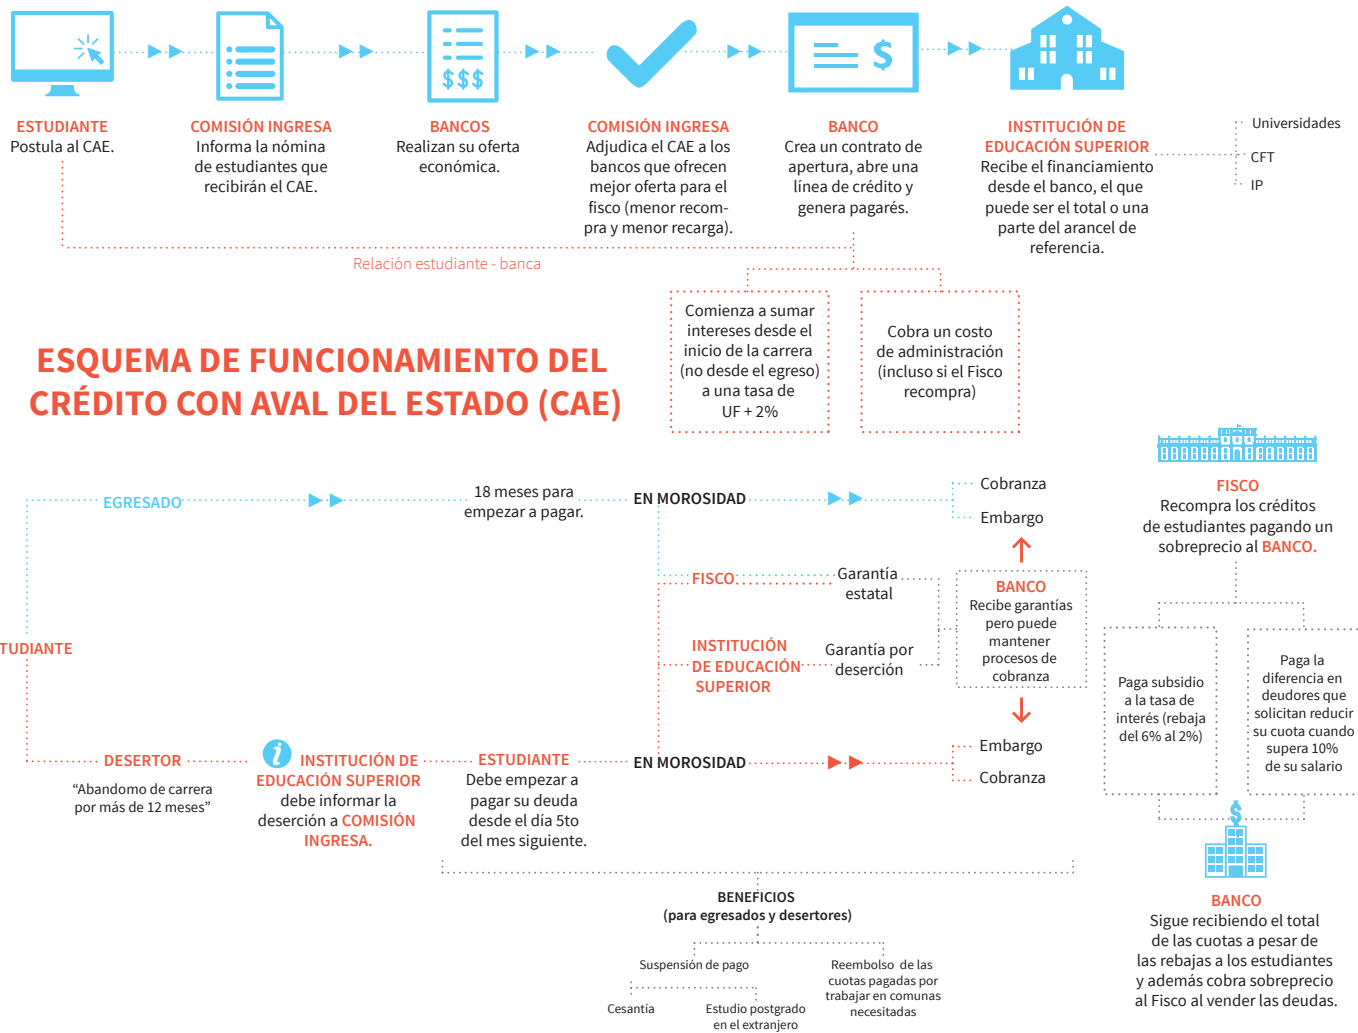 ESTUDIANTE
Postula al CAE.
COMISIÓN INGRESA
Informa la nómina
de estudiantes que
recibirán el CAE.
$$$
BANCOS
Realizan su oferta
económica.
COMISIÓN INGRESA
Adjudica el CAE a los
bancos que ofrecen
mejor oferta para el
fisco (menor recom-
pra y menor recarga).
$
BANCO
Crea un contrato de
apertura, abre una
línea de crédito y
genera pagarés.
INSTITUCIÓN DE
EDUCACIÓN SUPERIOR
Recibe el financiamiento
desde el banco, el que
puede ser el total o una
parte del arancel de
referencia.
Universidades
CFT
IP
Relación estudiante - banca
Comienza a sumar
intereses desde el
inicio de la carrera
(no desde el egreso)
a una tasa de
UF + 2%
Cobra un costo
de administración
(incluso si el Fisco
recompra)
ESQUEMA DE FUNCIONAMIENTO DEL
CRÉDITO CON AVAL DEL ESTADO (CAE)
EGRESADO
18 meses para
empezar a pagar.
EN MOROSIDAD
Cobranza
Embargo
FISCO
Garantía
estatal
INSTITUCIÓN
DE EDUCACIÓN
SUPERIOR
Garantía por
deserción
BANCO
Recibe garantías
pero puede
mantener
procesos de
cobranza
TUDIANTE
DESERTOR
“Abandomo de carrera
por más de 12 meses”
i
INSTITUCIÓN DE
EDUCACIÓN SUPERIOR
debe informar la
deserción a COMISIÓN
INGRESA.
ESTUDIANTE
Debe empezar a
pagar su deuda
desde el día 5to
del mes siguiente.
EN MOROSIDAD
Embargo
Cobranza
BENEFICIOS
(para egresados y desertores)
Suspensión de pago
Cesantía
Estudio postgrado
en el extranjero
Reembolso de las
cuotas pagadas por
trabajar en comunas
necesitadas
FISCO
Recompra los créditos
de estudiantes pagando un
sobreprecio al BANCO.
Paga subsidio
a la tasa de
interés (rebaja
del 6% al 2%)
Paga la
diferencia en
deudores que
solicitan reducir
su cuota cuando
supera 10%
de su salario
$
BANCO
Sigue recibiendo el total
de las cuotas a pesar de
las rebajas a los estudiantes
y además cobra sobreprecio
al Fisco al vender las deudas.